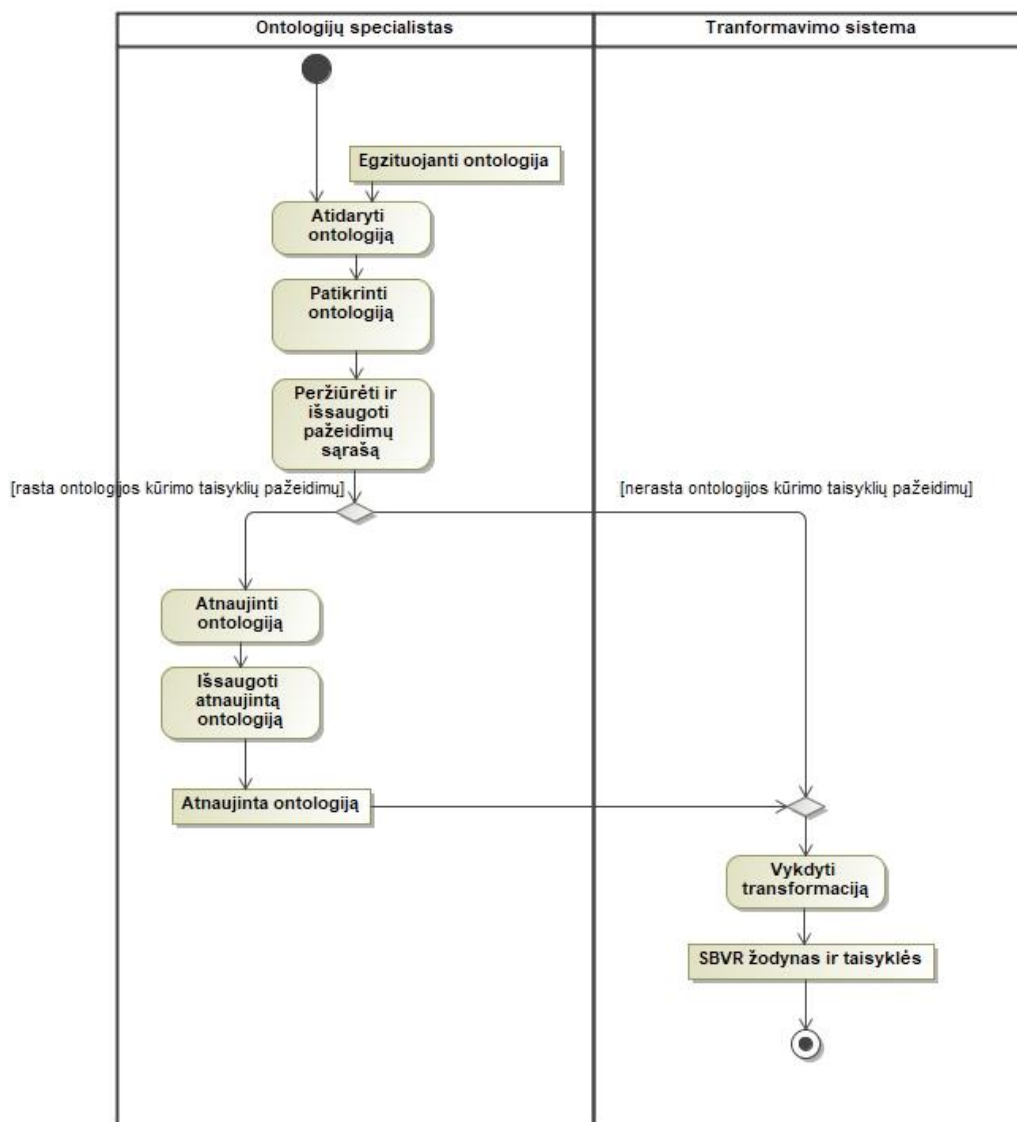 Ontologijų specialistas
Tranformavimo sistema
Egzituojanti ontologija
Atidaryti
ontologiją
Patikrinti
ontologiją
Peržiūrėti ir
išsaugoti
pažeidimų
sąrašą
[rasta ontologijos kūrimo taisyklių pažeidimų]
[nerasta ontologijos kūrimo taisyklių pažeidimų]
Atnaujinti
ontologiją
Išsaugoti
atnaujintą
ontologiją
Atnaujinta ontologiją
Vykdyti
transformaciją
SBVR žodynas ir taisyklės